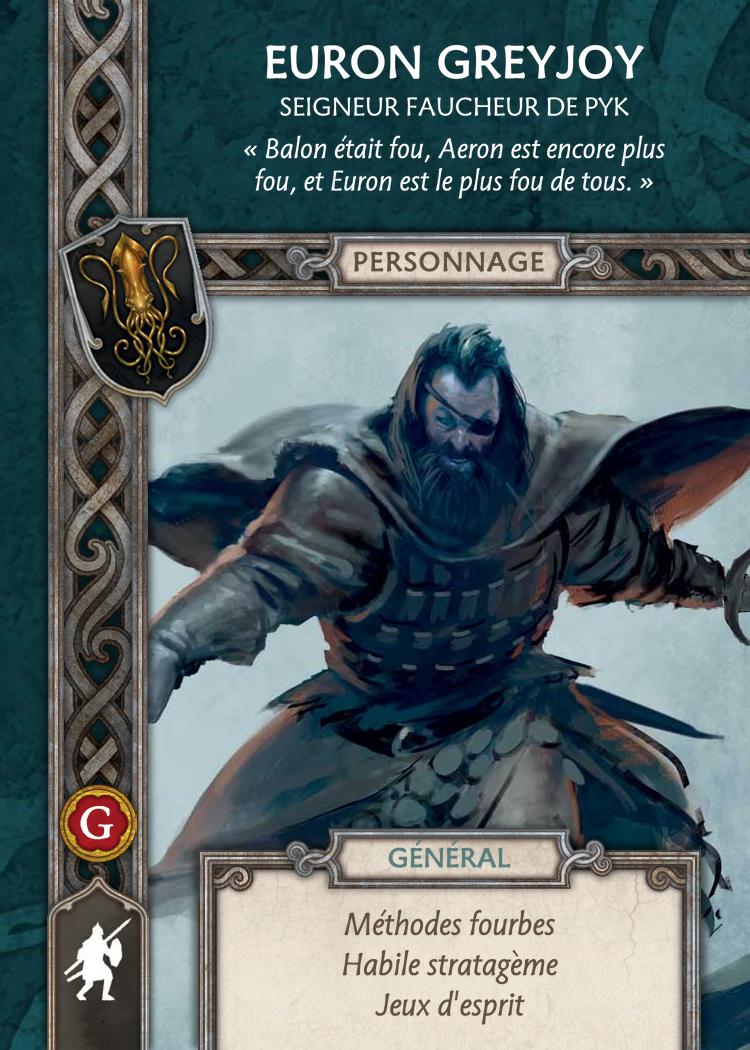 EURON GREYJOY
SEIGNEUR FAUCHEUR DE PYK
« Balon était fou, Aeron est encore plus
fou, et Euron est le plus fou de tous. »
PERSONNAGE
G
GÉNÉRAL
Méthodes fourbes
Habile stratagème
Jeux d'esprit